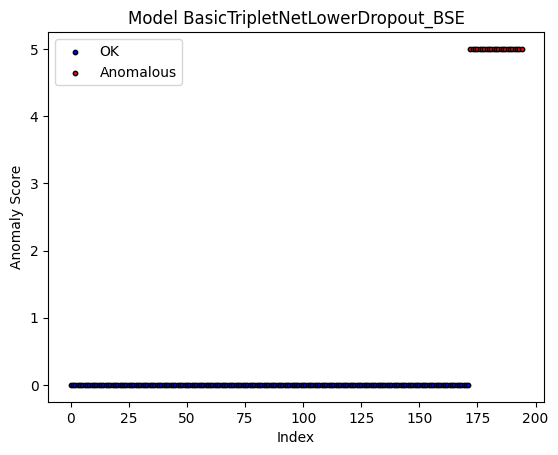 Model BasicTripletNetLowerDropout_BSE
OK
Anomalous
Anomaly Score
5
4
3
2
1
0
0 25 50 75 100 125 150 175 200
Index